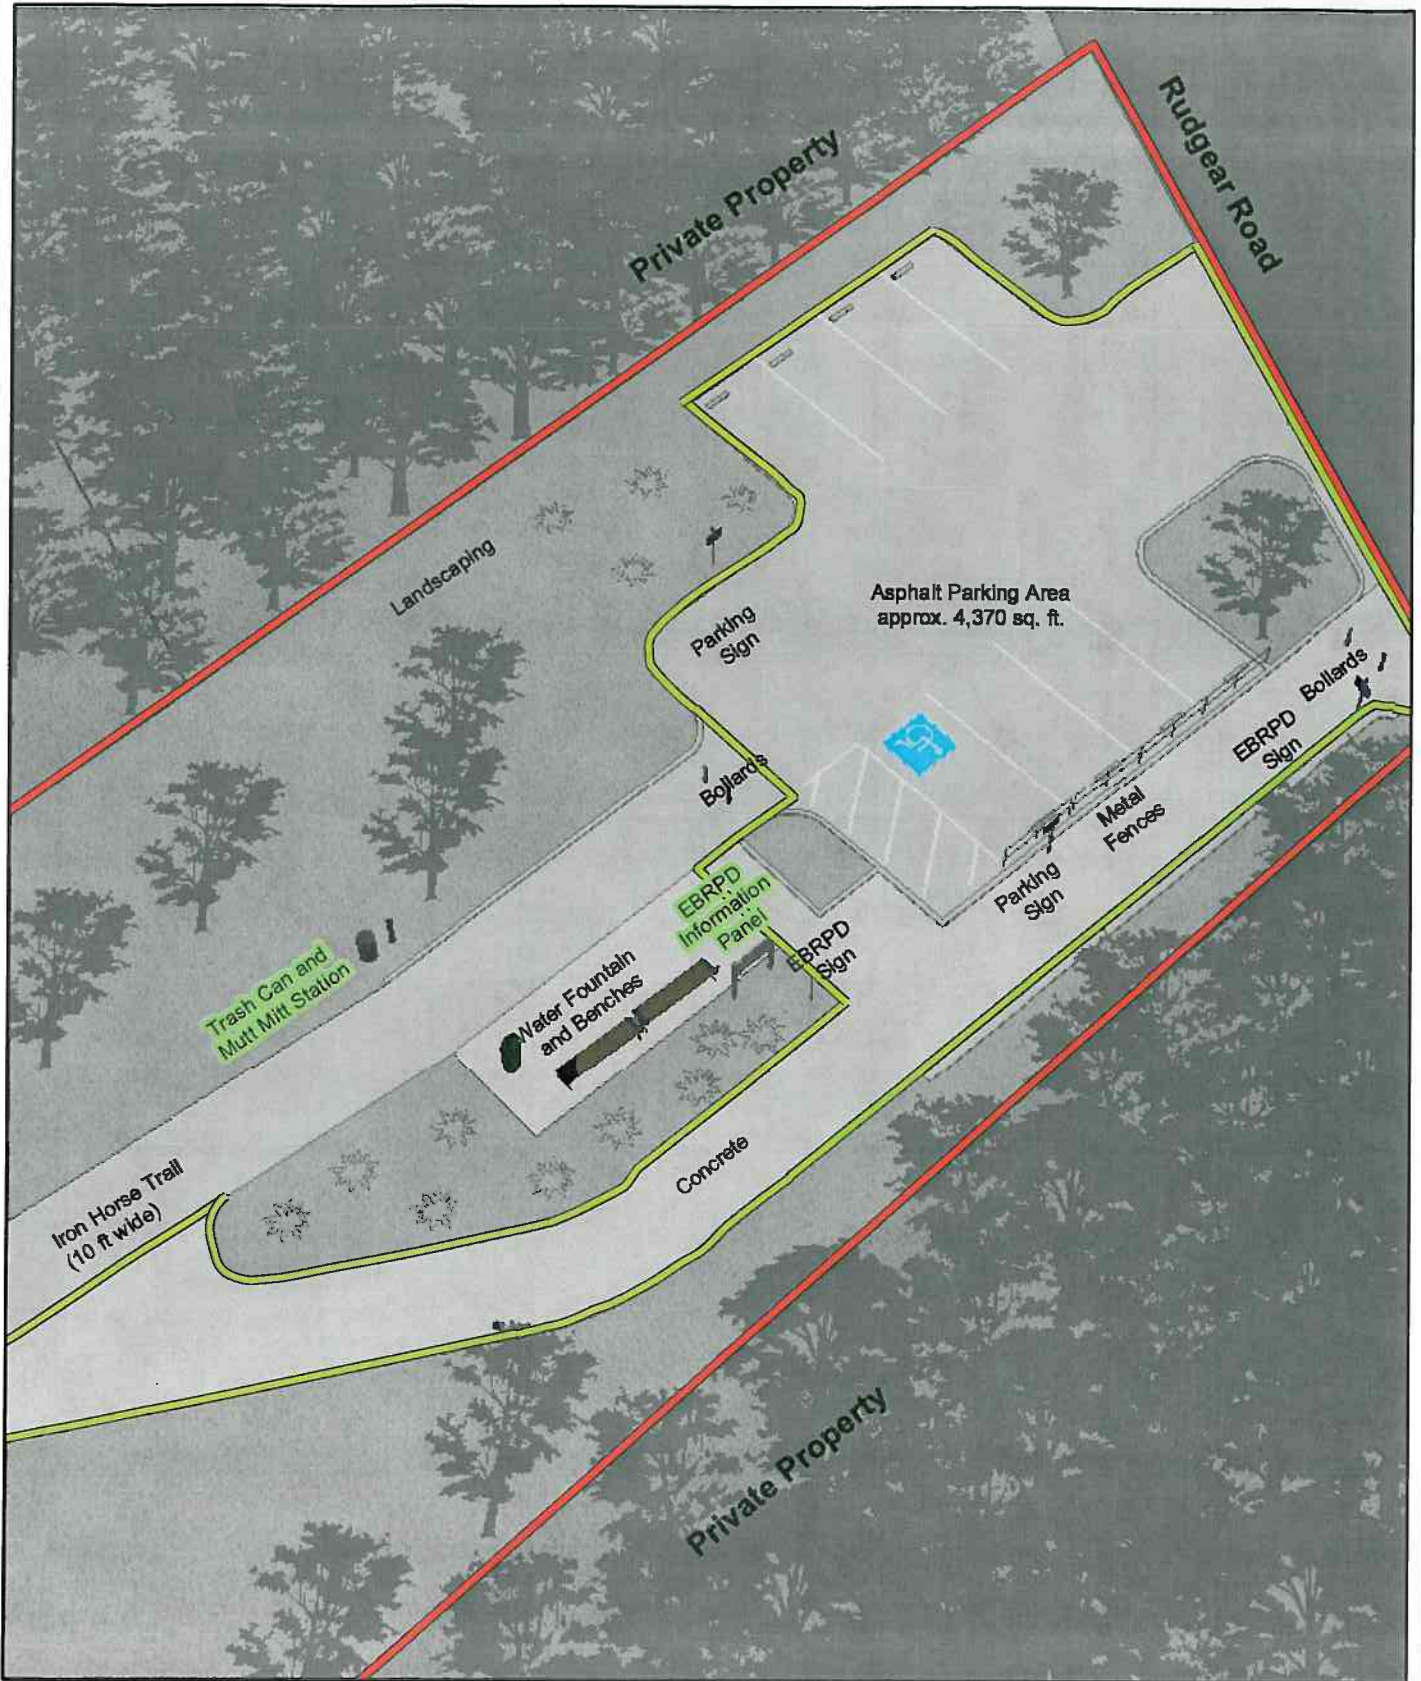 Rudgear Road
Private Property
Landscaping
Parking
Sign
Asphalt Parking Area
approx. 4,370 sq. ft.
Bollards
EBRPD
Sign
Bollards
Metal
Fences
Parking
Sign
EBRPD
Information
Panel
EBRPD
Sign
Trash Can and
Mutt Mitt Station
Water Fountain
and Benches
Concrete
Iron Horse Trail
(10 ft wide)
Private Property